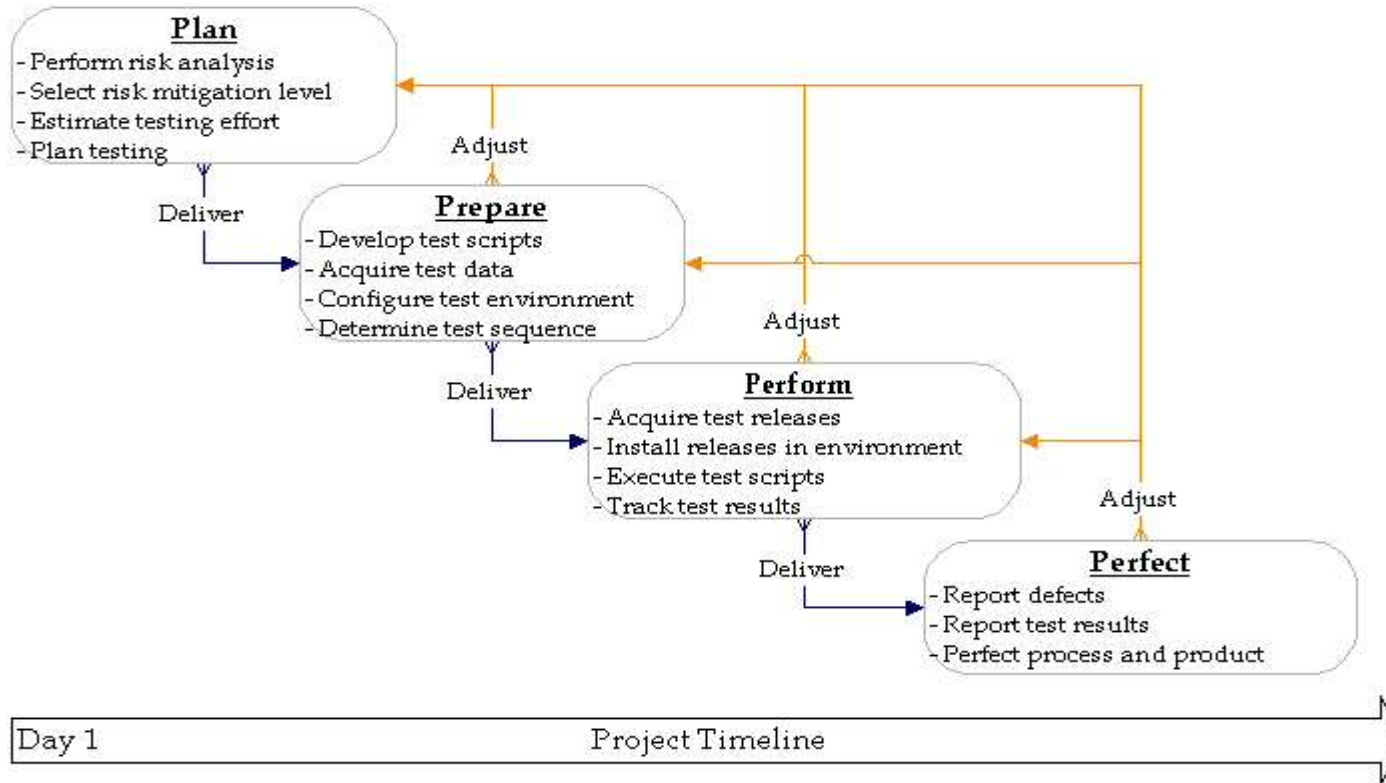 Plan
- Perform risk analysis
- Select risk mitigation level
- Estimate testing effort
- Plan testing
Adjust
Deliver
Prepare
- Develop test scripts
- Acquire test data
- Configure test environment
- Determine test sequence
Adjust
Deliver
Perform
- Acquire test releases
- Install releases in environment
- Execute test scripts
- Track test results
Adjust
Deliver
Perfect
- Report defects
- Report test results
- Perfect process and product
Day 1
Project Timeline